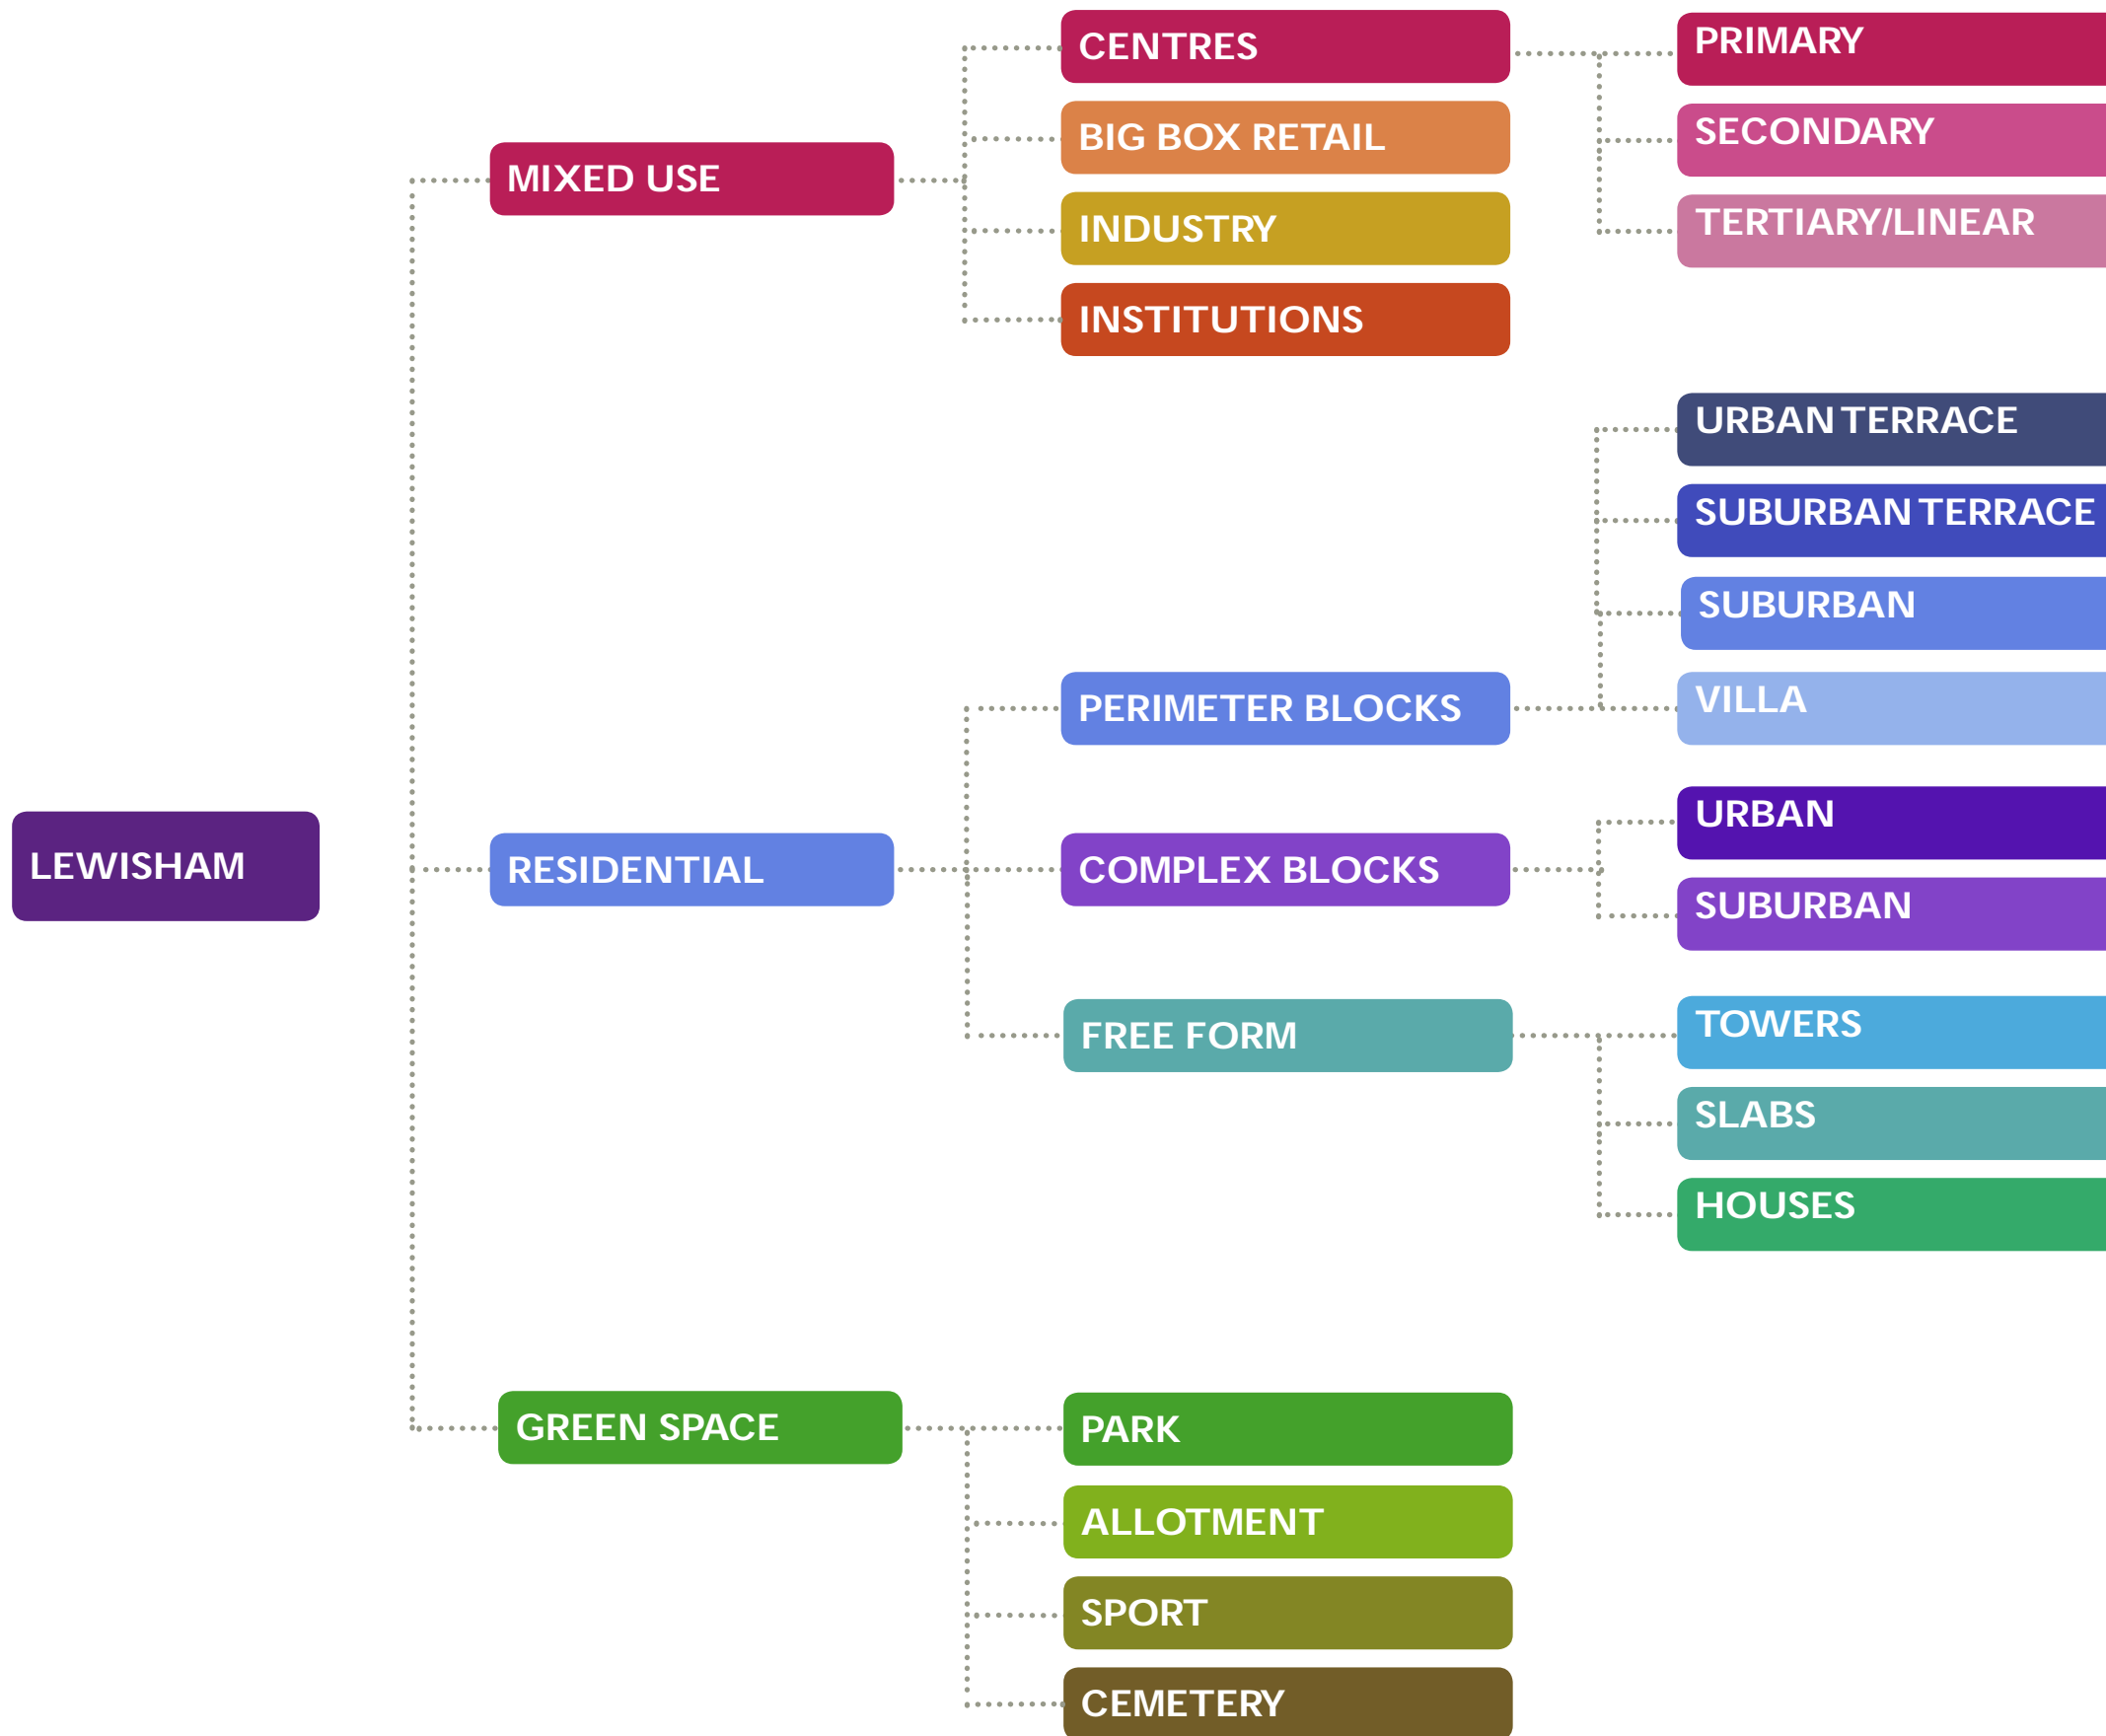 LEWISHAM
MIXED USE
CENTRES
PRIMARY
SECONDARY
TERTIARY/LINEAR
BIG BOX RETAIL
INDUSTRY
INSTITUTIONS
RESIDENTIAL
PERIMETER BLOCKS
URBAN TERRACE
SUBURBAN TERRACE
SUBURBAN
VILLA
COMPLEX BLOCKS
URBAN
SUBURBAN
FREE FORM
TOWERS
SLABS
HOUSES
GREEN SPACE
PARK
ALLOTMENT
SPORT
CEMETERY